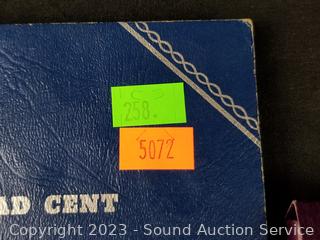 258.
5072
AD CENT
Copyright 2023 - Sound Auction Service